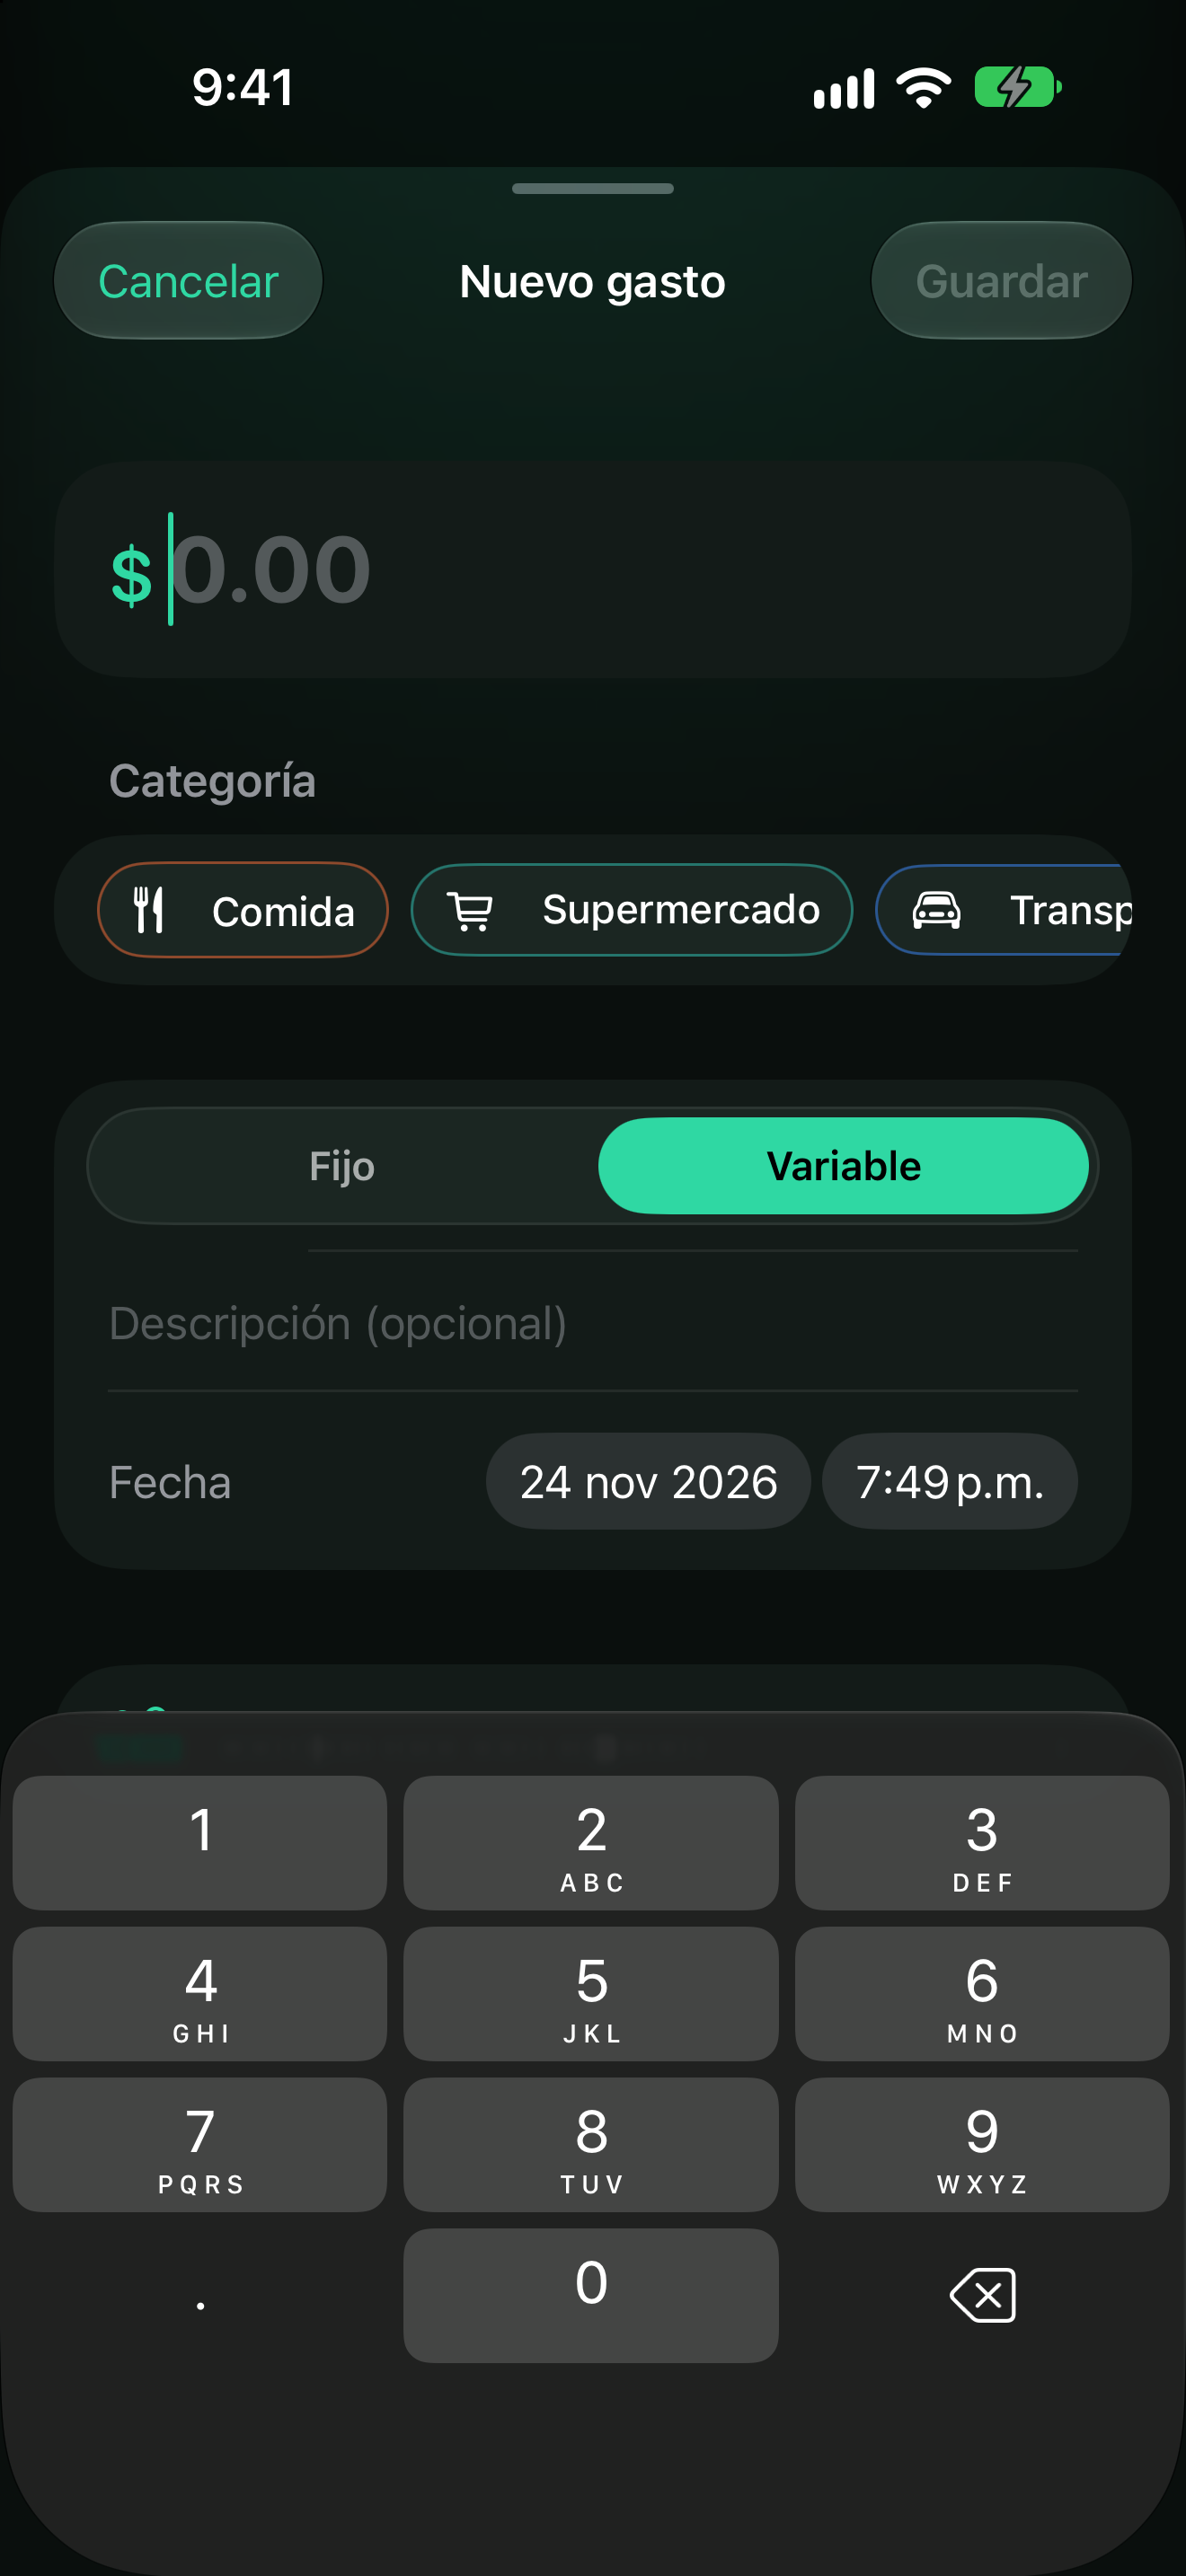 9:41
Cancelar
Nuevo gasto
Guardar
$ 0.00
Categoría
Comida
Supermercado
Transp
Fijo
Variable
Descripción (opcional)
Fecha
24 nov 2026
7:49 p.m.
1
2
ABC
3
DEF
4
GHI
5
JKL
6
MNO
7
PQRS
8
TUV
9
WXYZ
.
0